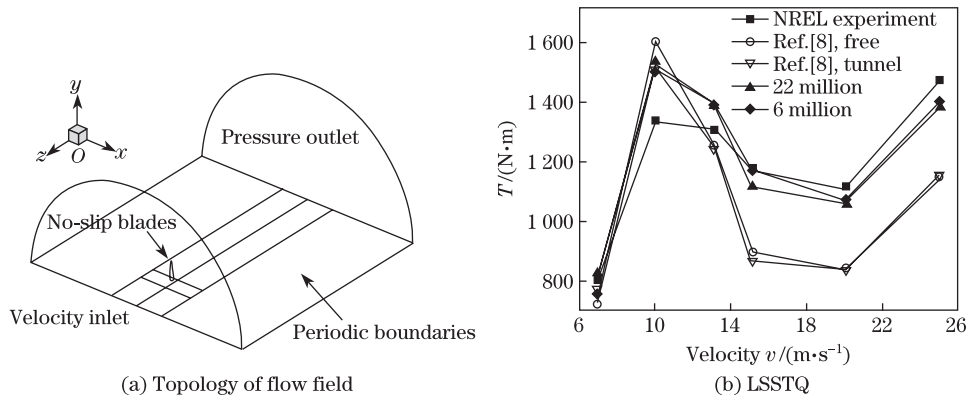 y
z
O
x
Pressure outlet
No-slip blades
Velocity inlet
Periodic boundaries
(a) Topology of flow field
T/(N•m)
1 600
1 400
1 200
1 000
800
6
10
14
18
22
26
NREL experiment
Ref.[8], free
Ref.[8], tunnel
22 million
6 million
Velocity v/(m•s⁻¹)
(b) LSSTQ